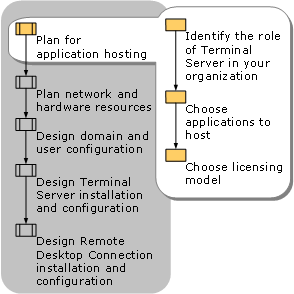 Plan for
application hosting
Plan network and
hardware resources
Design domain and
user configuration
Design Terminal
Server installation
and configuration
Design Remote
Desktop Connection
installation and
configuration
Identify the role
of Terminal
Server in your
organization
Choose
applications to
host
Choose licensing
model